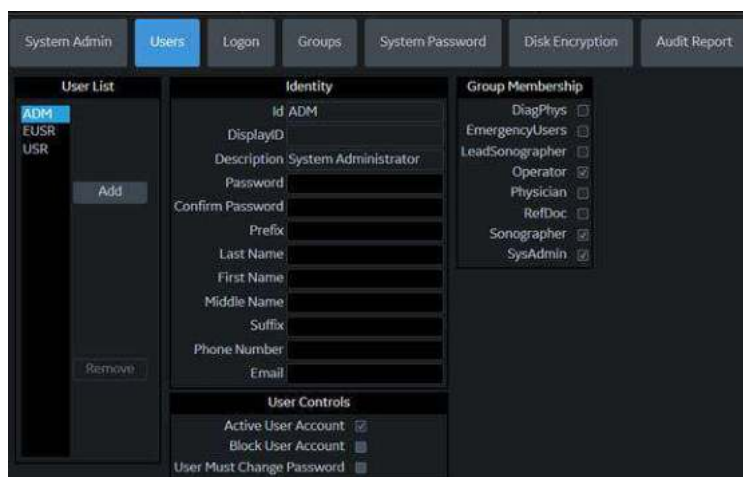 System Admin Users Logon Groups System Password Disk Encryption Audit Report
User List
ADM
EUSR
USR
Add
Remove
Identity
Id ADM
DisplayID
Description System Administrator
Password
Confirm Password
Prefix
Last Name
First Name
Middle Name
Suffix
Phone Number
Email
User Controls
Active User Account
Block User Account
User Must Change Password
Group Membership
DiagPhys
EmergencyUsers
LeadSonographer
Operator
Physician
RefDoc
Sonographer
SysAdmin